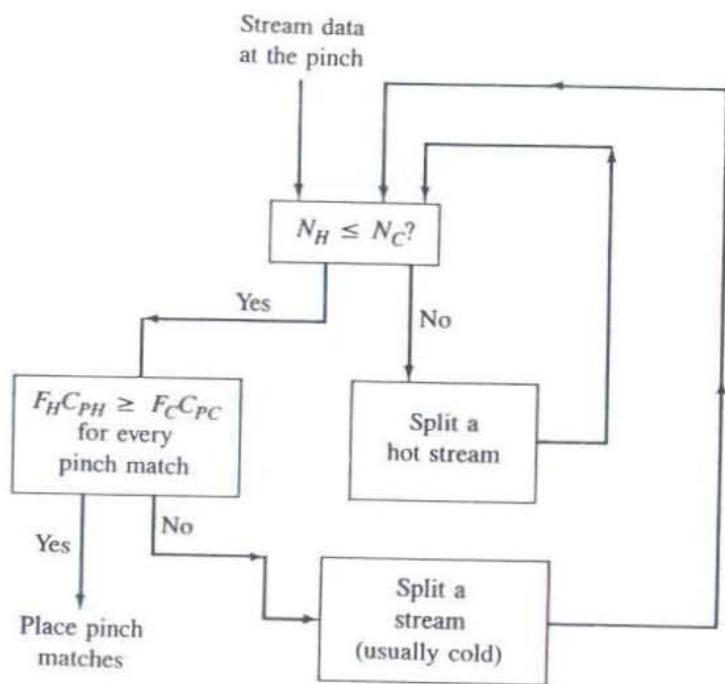 Stream data
at the pinch
N_H ≤ N_C?
Yes
No
F_HC_PH ≥ F_CC_PC
for every
pinch match
Split a
hot stream
Yes
No
Place pinch
matches
Split a
stream
(usually cold)